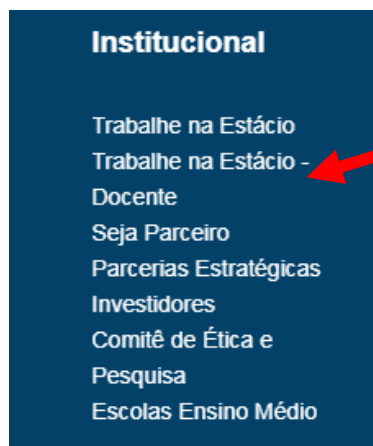 Institucional
Trabalhe na Estácio
Trabalhe na Estácio -
Docente
Seja Parceiro
Parcerias Estratégicas
Investidores
Comitê de Ética e
Pesquisa
Escolas Ensino Médio